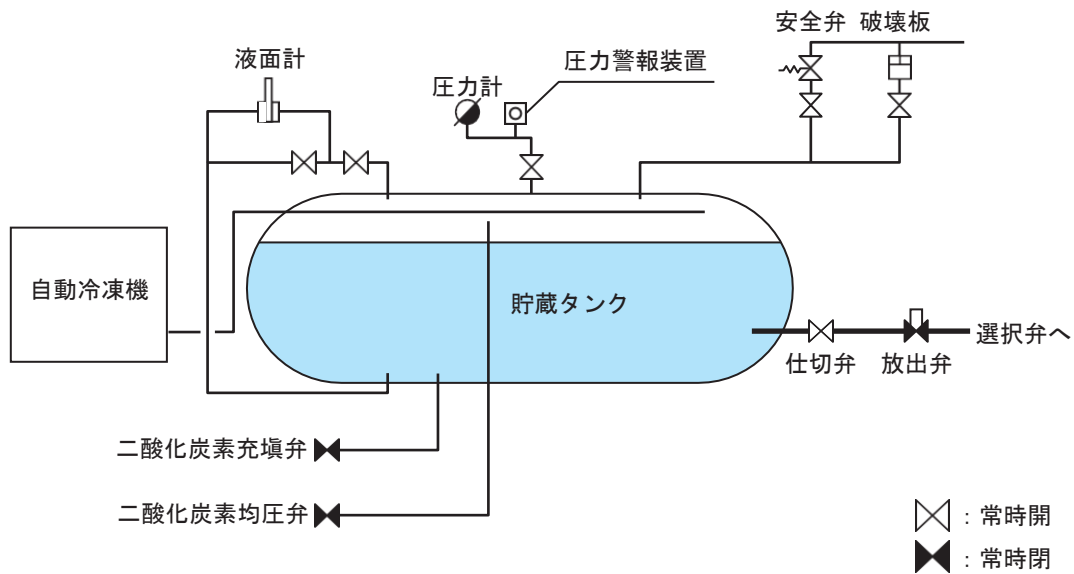 安全弁 破壊板
液面計
圧力警報装置
圧力計
自動冷凍機
貯蔵タンク
選択弁へ
仕切弁 放出弁
二酸化炭素充塡弁
二酸化炭素均圧弁
：常時開
：常時閉